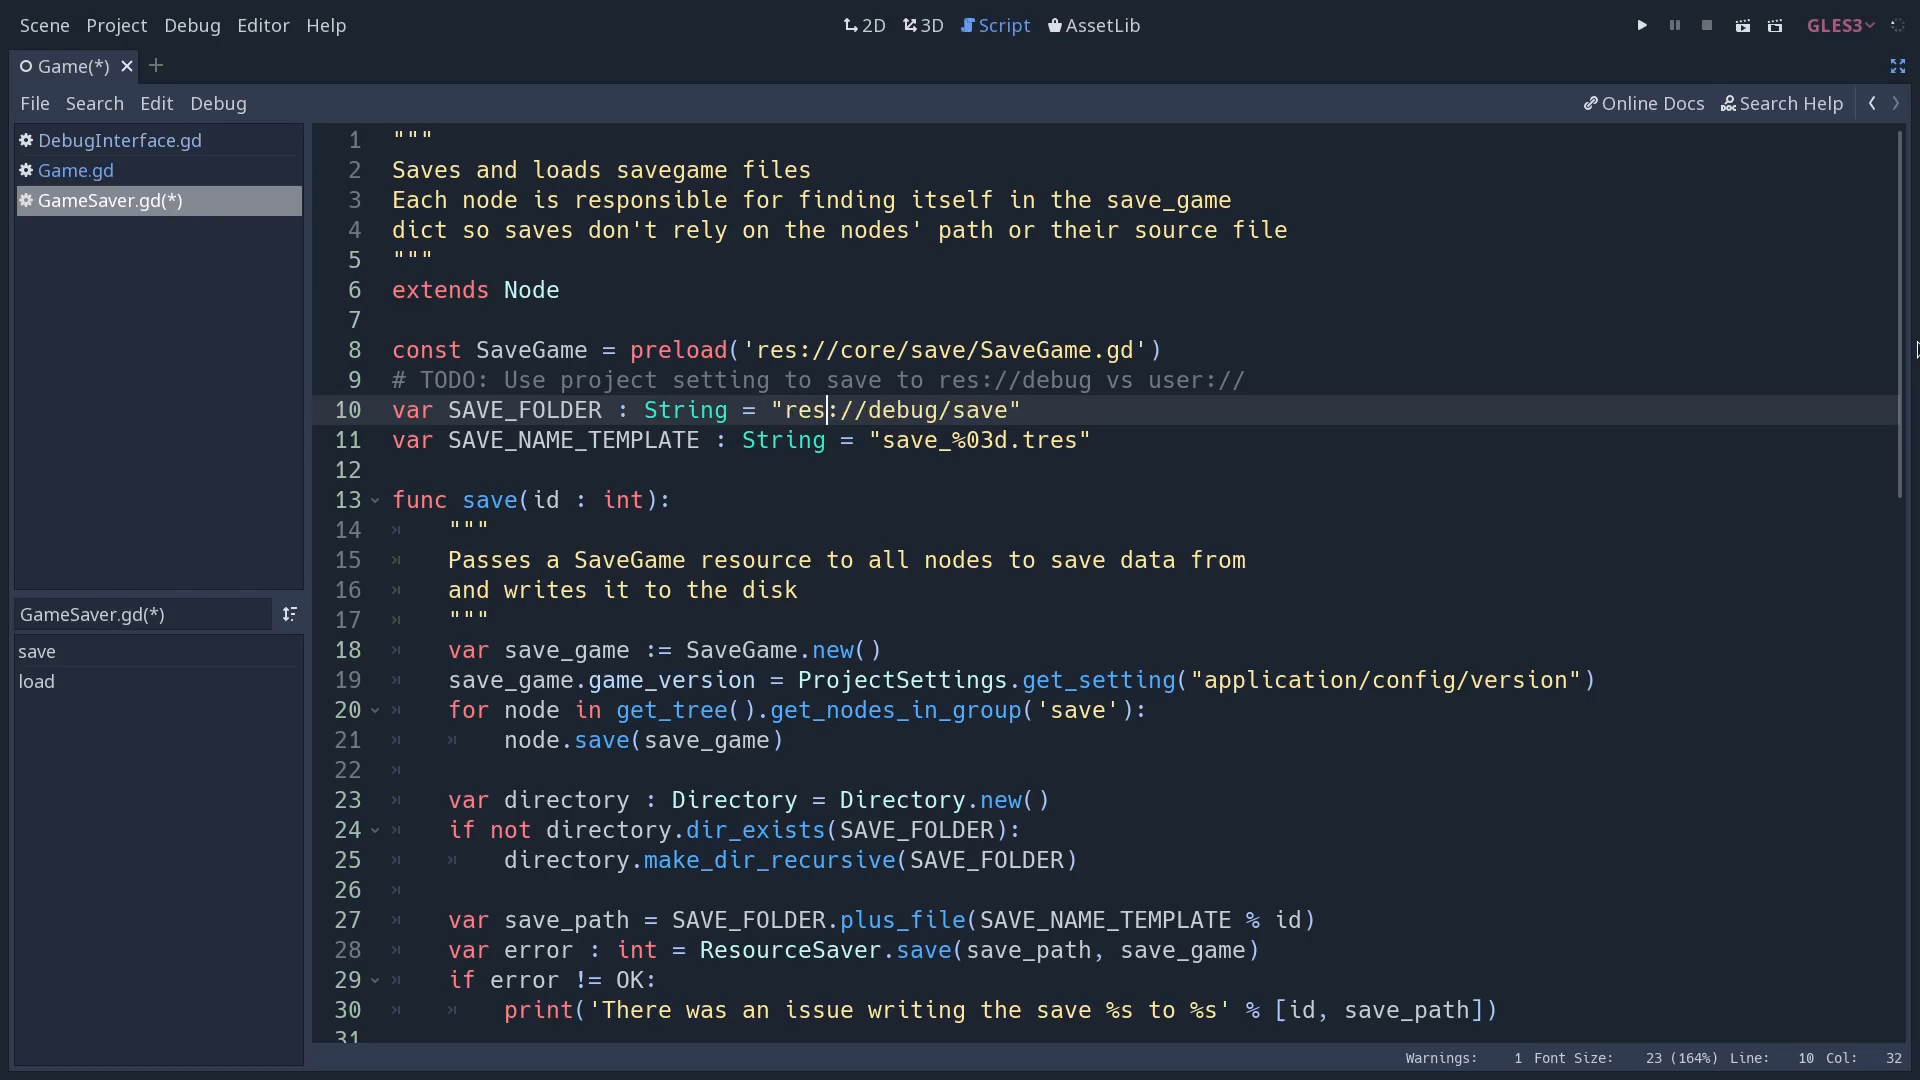 Scene Project Debug Editor Help
2D 3D Script AssetLib
GLES3
Game(*)
File Search Edit Debug
Online Docs Search Help
DebugInterface.gd
Game.gd
GameSaver.gd(*)
GameSaver.gd(*)
save
load
1 """
2 Saves and loads savegame files
3 Each node is responsible for finding itself in the save_game
4 dict so saves don't rely on the nodes' path or their source file
5 """
6 extends Node
7
8 const SaveGame = preload('res://core/save/SaveGame.gd')
9 # TODO: Use project setting to save to res://debug vs user://
10 var SAVE_FOLDER : String = "res://debug/save"
11 var SAVE_NAME_TEMPLATE : String = "save_%03d.tres"
12
13 func save(id : int):
14 """
15 Passes a SaveGame resource to all nodes to save data from
16 and writes it to the disk
17 """
18 var save_game := SaveGame.new()
19 save_game.game_version = ProjectSettings.get_setting("application/config/version")
20 for node in get_tree().get_nodes_in_group('save'):
21 node.save(save_game)
22
23 var directory : Directory = Directory.new()
24 if not directory.dir_exists(SAVE_FOLDER):
25 directory.make_dir_recursive(SAVE_FOLDER)
26
27 var save_path = SAVE_FOLDER.plus_file(SAVE_NAME_TEMPLATE % id)
28 var error : int = ResourceSaver.save(save_path, save_game)
29 if error != OK:
30 print('There was an issue writing the save %s to %s' % [id, save_path])
31
Warnings: 1 Font Size: 23 (164%) Line: 10 Col: 32